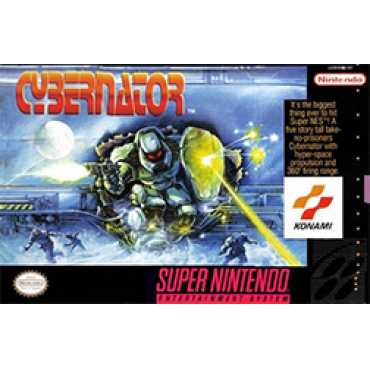 CYBERNATOR
Nintendo
It's the biggest
thing ever to hit
Super NES™! A
five story tall take-
no-prisoners
Cybernator with
hyper-space
propulsion and
360° firing range.
KONAMI
SUPER NINTENDO
ENTERTAINMENT SYSTEM